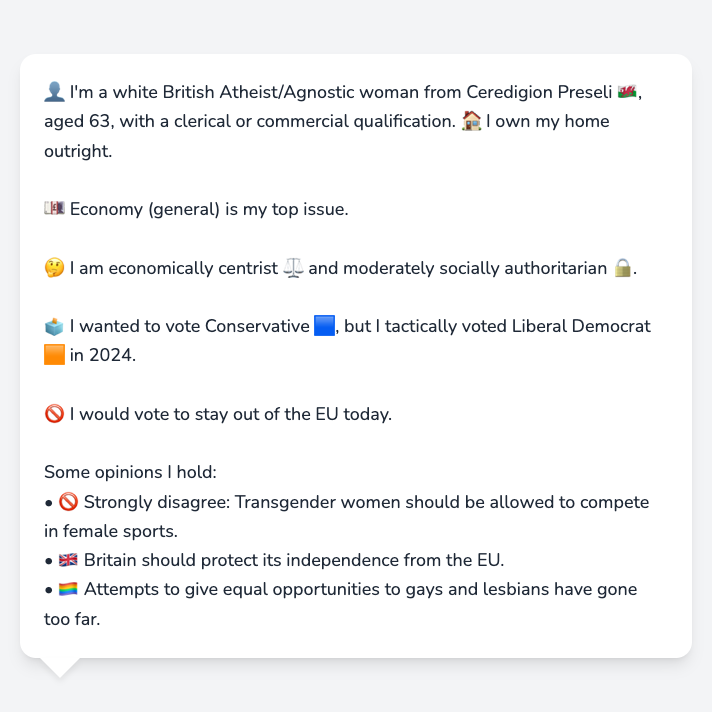 👤 I'm a white British Atheist/Agnostic woman from Ceredigion Preseli 🏴󠁧󠁢󠁷󠁬󠁳󠁿,
aged 63, with a clerical or commercial qualification. 🏠 I own my home
outright.
💷 Economy (general) is my top issue.
🤔 I am economically centrist ⚖️ and moderately socially authoritarian 🔒.
🗳️ I wanted to vote Conservative 🟦, but I tactically voted Liberal Democrat
🟧 in 2024.
🚫 I would vote to stay out of the EU today.
Some opinions I hold:
• 🚫 Strongly disagree: Transgender women should be allowed to compete
in female sports.
• 🇬🇧 Britain should protect its independence from the EU.
• 🏳️‍🌈 Attempts to give equal opportunities to gays and lesbians have gone
too far.